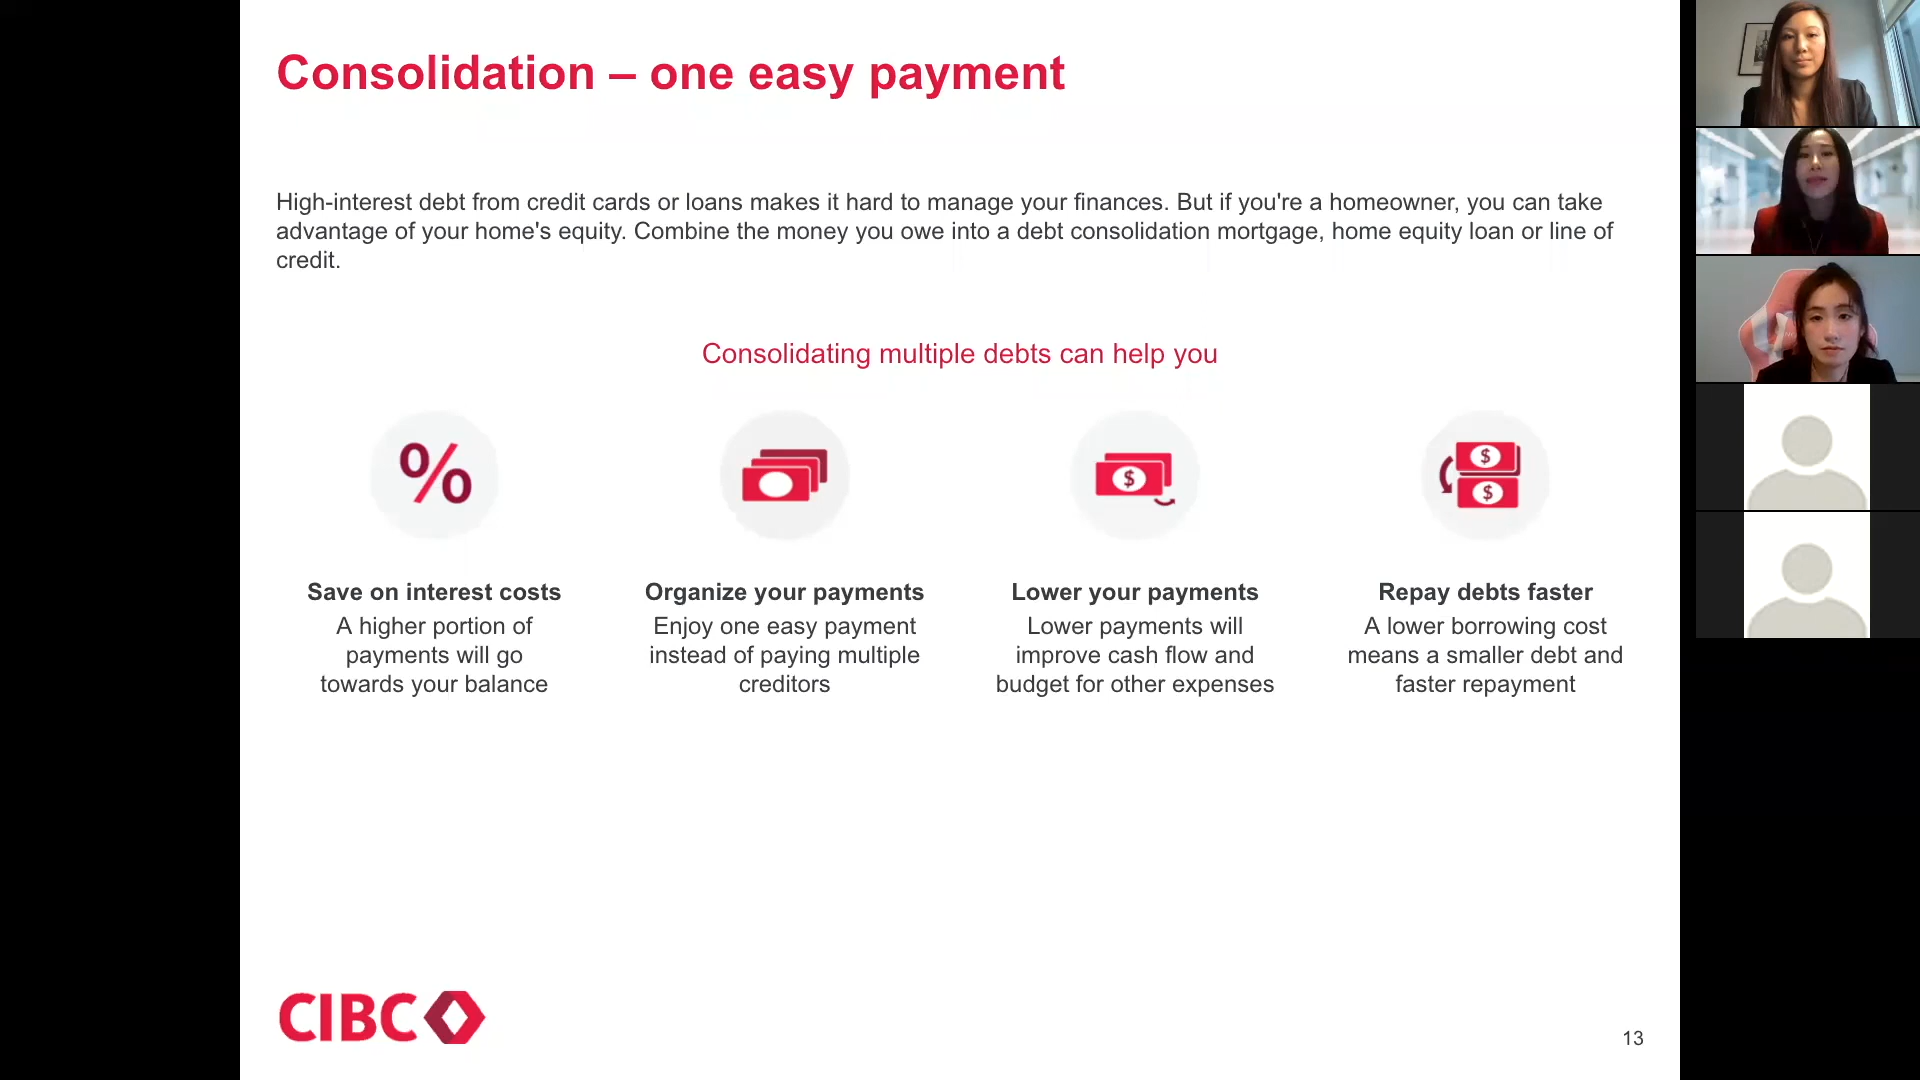 Consolidation – one easy payment
High-interest debt from credit cards or loans makes it hard to manage your finances. But if you're a homeowner, you can take
advantage of your home's equity. Combine the money you owe into a debt consolidation mortgage, home equity loan or line of
credit.
Consolidating multiple debts can help you
%
$
$
$
Save on interest costs
A higher portion of
payments will go
towards your balance
Organize your payments
Enjoy one easy payment
instead of paying multiple
creditors
Lower your payments
Lower payments will
improve cash flow and
budget for other expenses
Repay debts faster
A lower borrowing cost
means a smaller debt and
faster repayment
CIBC
13